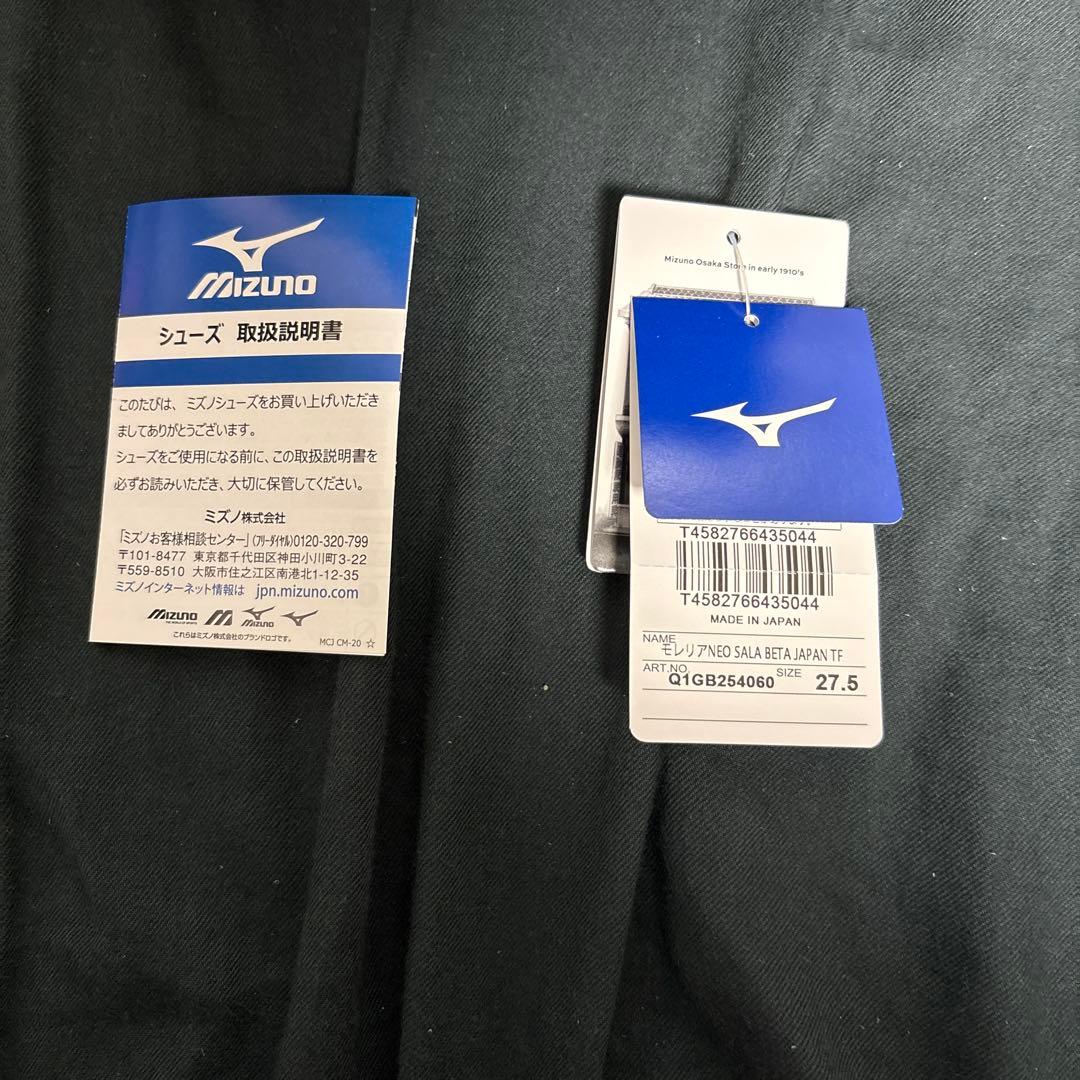 MIZUNO
シューズ 取扱説明書
このたびは、ミズノシューズをお買い上げいただき
ましてありがとうございます。
シューズをご使用になる前に、この取扱説明書を
必ずお読みいただき、大切に保管してください。
ミズノ株式会社
「ミズノお客様相談センター」(フリーダイヤル)0120-320-799
〒101-8477 東京都千代田区神田小川町3-22
〒559-8510 大阪市住之江区南港北1-12-35
ミズノインターネット情報は jpn.mizuno.com
MIZUNO
THE WORLD OF SPORTS
MIZUNO
これらはミズノ株式会社のブランドロゴです。
MCJ CM-20 ☆
Mizuno Osaka Store in early 1910's
T4582766435044
T4582766435044
MADE IN JAPAN
NAME
モレリアNEO SALA BETA JAPAN TF
ART.NO. Q1GB254060 SIZE 27.5